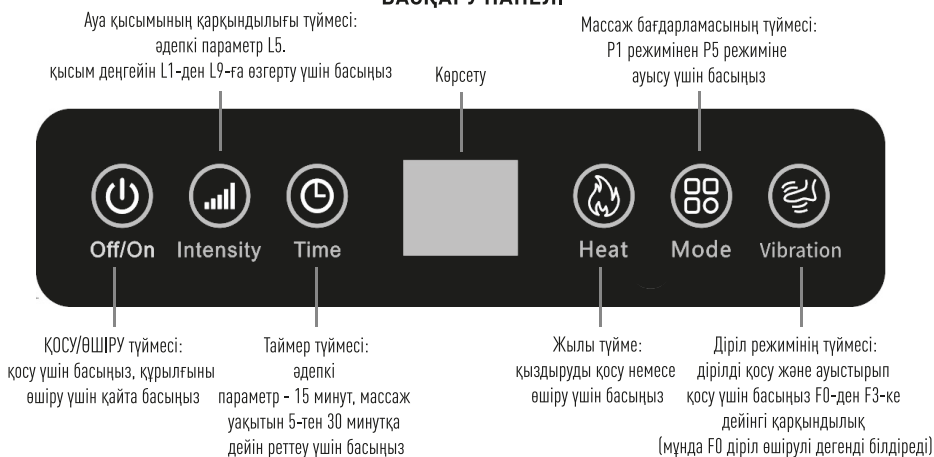 БАСҚАРУ ПАНЕЛІ
Ауа қысымының қарқындылығы түймесі:
әдепкі параметр L5.
қысым деңгейін L1-ден L9-ға өзгерту үшін басыңыз
Көрсету
Массаж бағдарламасының түймесі:
P1 режимінен P5 режиміне
ауысу үшін басыңыз
Off/On
Intensity
Time
Heat
Mode
Vibration
ҚОСУ/ӨШІРУ түймесі:
қосу үшін басыңыз, құрылғыны
өшіру үшін қайта басыңыз
Таймер түймесі:
әдепкі
параметр - 15 минут, массаж
уақытын 5-тен 30 минутқа
дейін реттеу үшін басыңыз
Жылы түйме:
қыздыруды қосу немесе
өшіру үшін басыңыз
Діріл режимінің түймесі:
дірілді қосу және ауыстырып
қосу үшін басыңыз F0-ден F3-ке
дейінгі қарқындылық
(мұнда F0 діріл өшірулі дегенді білдіреді)